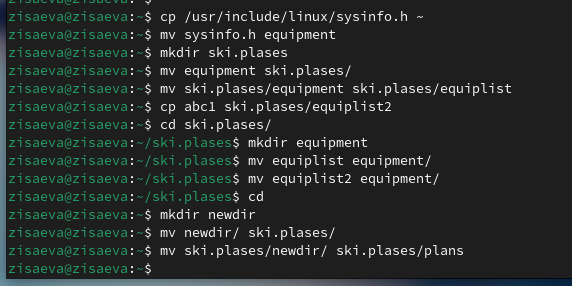 zisaeva@zisaeva:~$ cp /usr/include/linux/sysinfo.h ~
zisaeva@zisaeva:~$ mv sysinfo.h equipment
zisaeva@zisaeva:~$ mkdir ski.plases
zisaeva@zisaeva:~$ mv equipment ski.plases/
zisaeva@zisaeva:~$ mv ski.plases/equipment ski.plases/equiplist
zisaeva@zisaeva:~$ cp abc1 ski.plases/equiplist2
zisaeva@zisaeva:~$ cd ski.plases/
zisaeva@zisaeva:~/ski.plases$ mkdir equipment
zisaeva@zisaeva:~/ski.plases$ mv equiplist equipment/
zisaeva@zisaeva:~/ski.plases$ mv equiplist2 equipment/
zisaeva@zisaeva:~/ski.plases$ cd
zisaeva@zisaeva:~$ mkdir newdir
zisaeva@zisaeva:~$ mv newdir/ ski.plases/
zisaeva@zisaeva:~$ mv ski.plases/newdir/ ski.plases/plans
zisaeva@zisaeva:~$